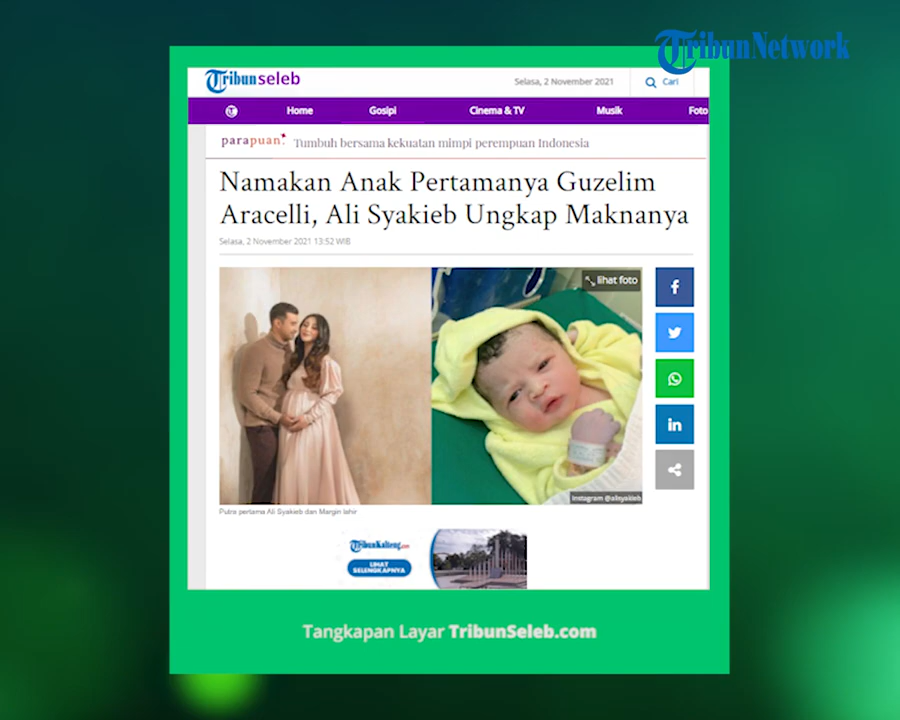 TribunNetwork
Tribunseleb
Selasa, 2 November 2021
Cari
Home
Gosipi
Cinema & TV
Musik
Foto
parapuan.
Tumbuh bersama kekuatan mimpi perempuan Indonesia
Namakan Anak Pertamanya Guzelim
Aracelli, Ali Syakieb Ungkap Maknanya
Selasa, 2 November 2021 13:52 WIB
lihat foto
Instagram @alisyakieb
Putra pertama Ali Syakieb dan Margin lahir
TribunKalteng.com
LIHAT
SELENGKAPNYA
Tangkapan Layar TribunSeleb.com